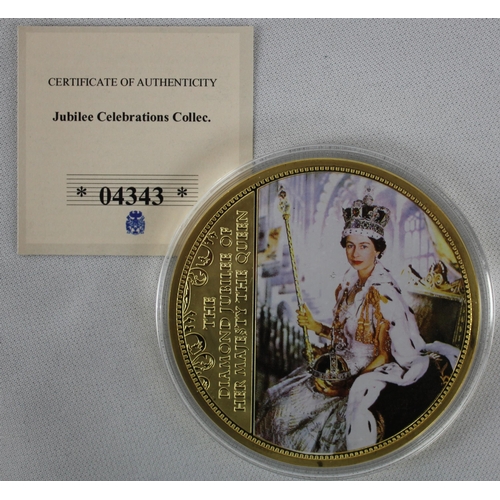 CERTIFICATE OF AUTHENTICITY
Jubilee Celebrations Collec.
* 04343 *
THE
DIAMOND JUBILEE OF
HER MAJESTY THE QUEEN